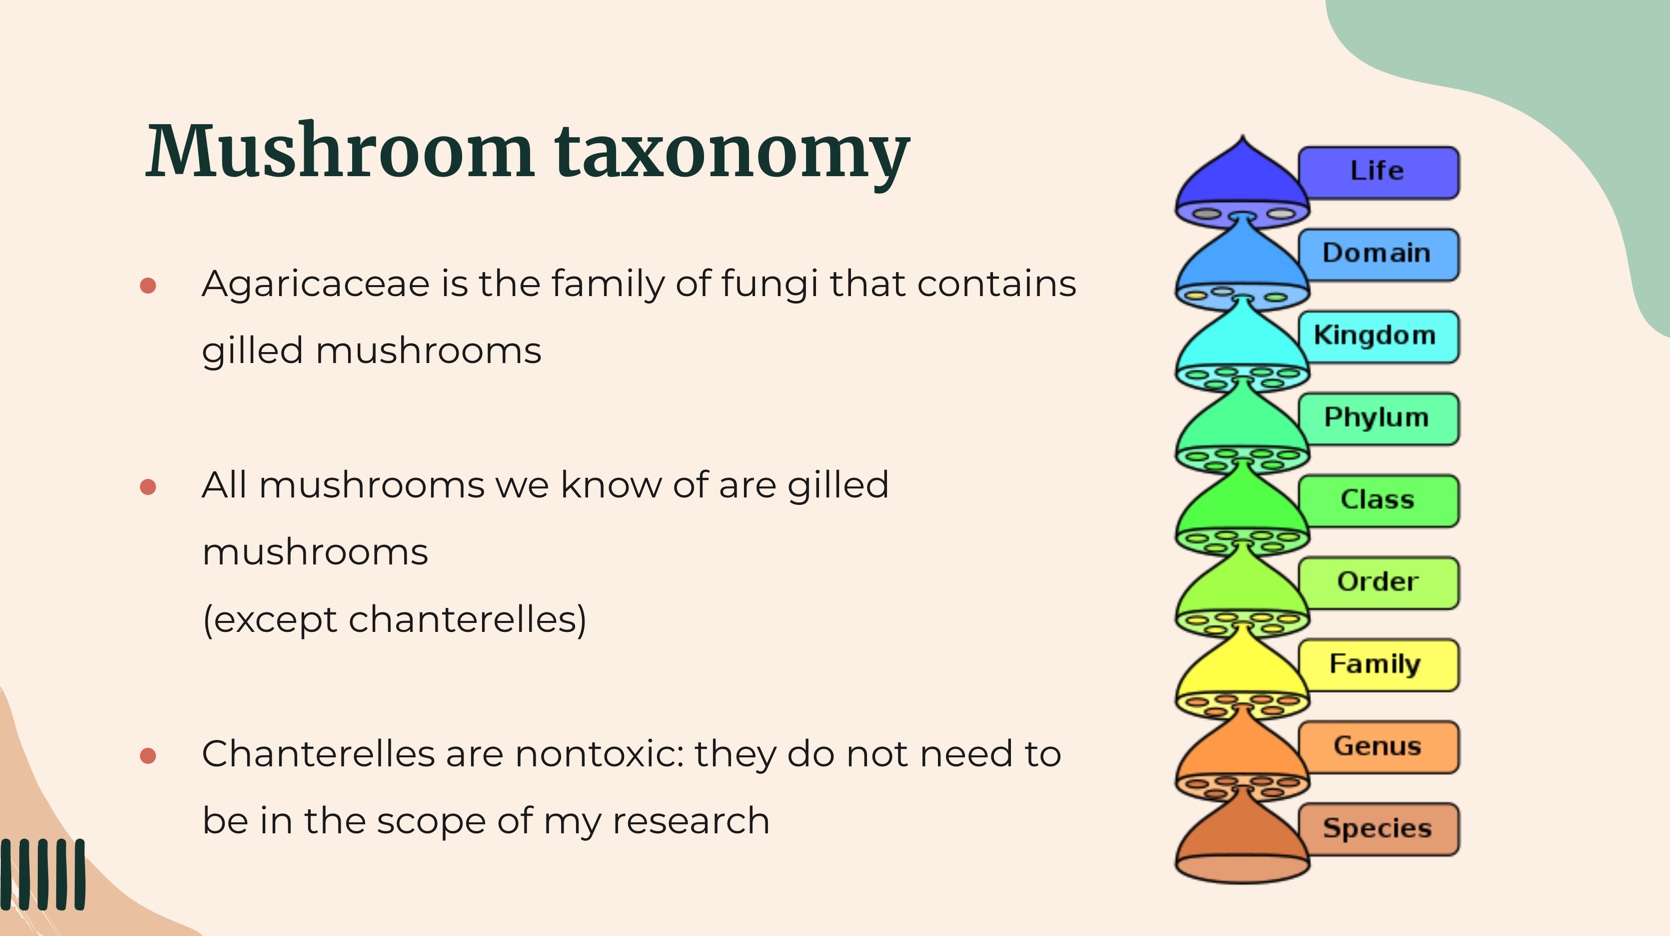 Mushroom taxonomy
Agaricaceae is the family of fungi that contains
gilled mushrooms
All mushrooms we know of are gilled
mushrooms
(except chanterelles)
Chanterelles are nontoxic: they do not need to
be in the scope of my research
Life
Domain
Kingdom
Phylum
Class
Order
Family
Genus
Species